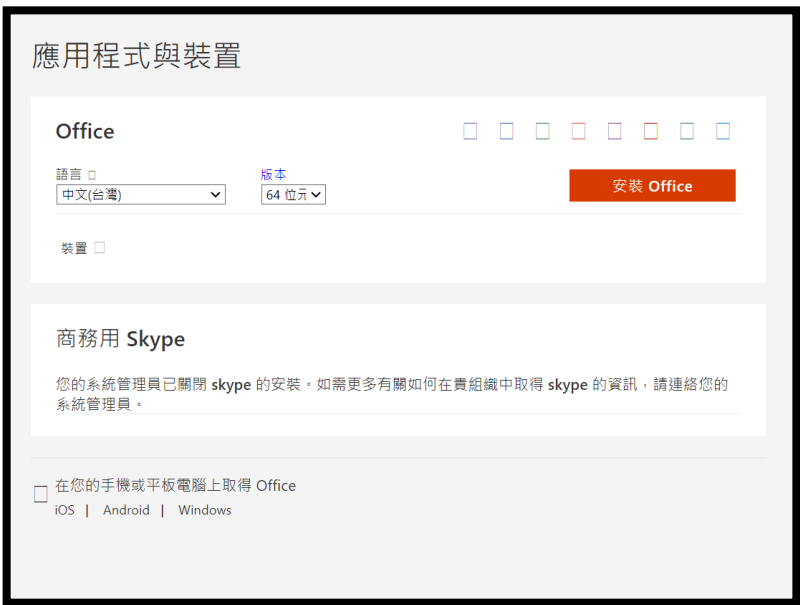 應用程式與裝置
Office
語言
版本
中文(台灣)
64 位元
安裝 Office
裝置
商務用 Skype
您的系統管理員已關閉 skype 的安裝。如需更多有關如何在貴組織中取得 skype 的資訊，請連絡您的
系統管理員。
在您的手機或平板電腦上取得 Office
iOS | Android | Windows